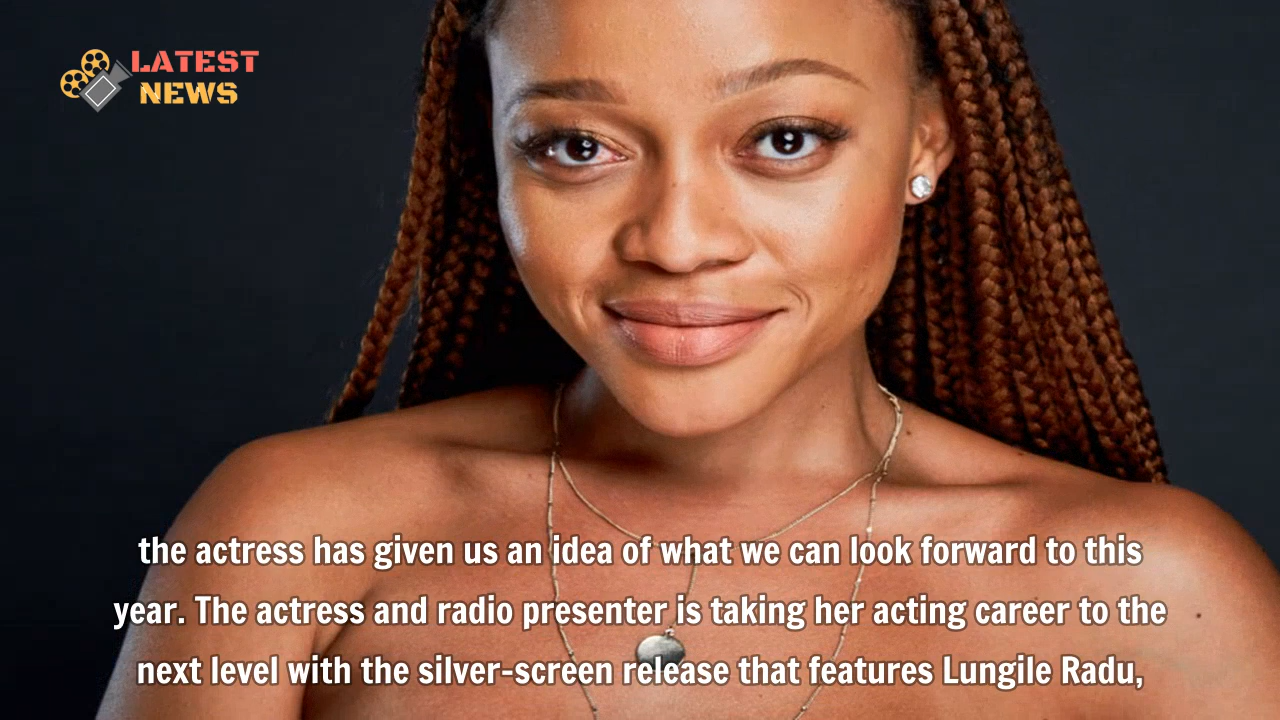 LATEST
NEWS
the actress has given us an idea of what we can look forward to this
year. The actress and radio presenter is taking her acting career to the
next level with the silver-screen release that features Lungile Radu,